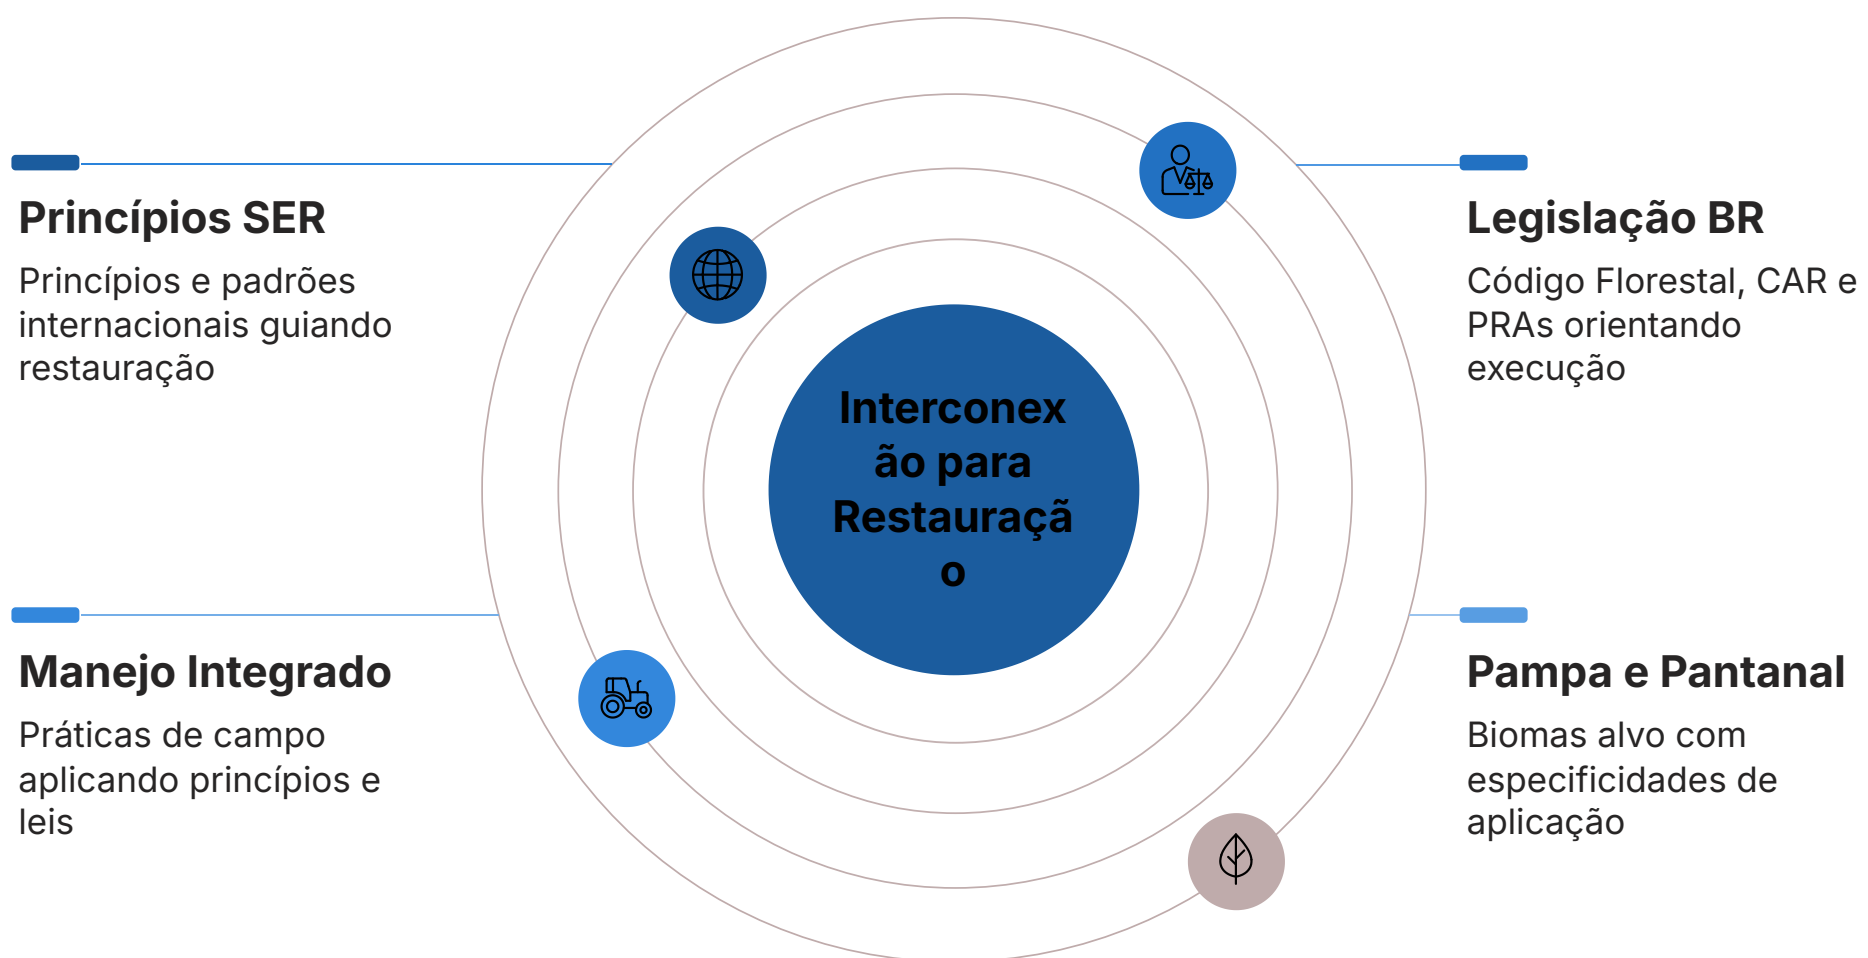 Princípios SER
Princípios e padrões
internacionais guiando
restauração
Legislação BR
Código Florestal, CAR e
PRAs orientando
execução
Interconex
ão para
Restauraçã
o
Manejo Integrado
Práticas de campo
aplicando princípios e
leis
Pampa e Pantanal
Biomas alvo com
especificidades de
aplicação